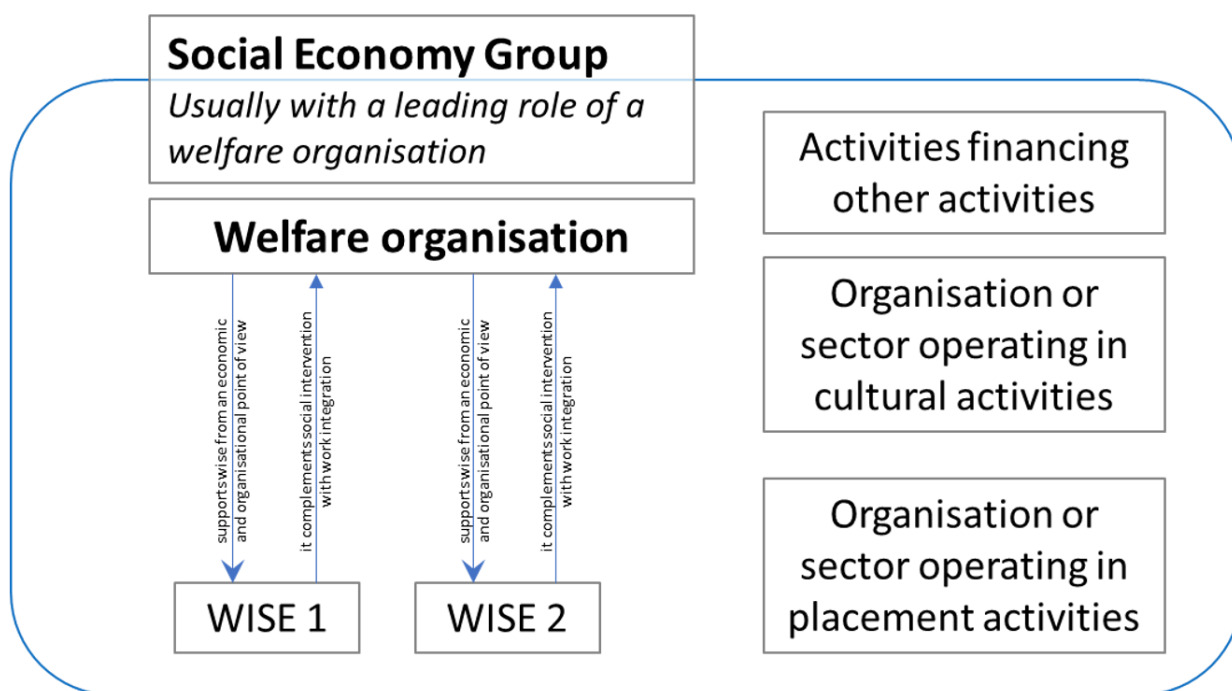 Social Economy Group
Usually with a leading role of a
welfare organisation
Welfare organisation
supports wise from an economic
and organisational point of view
it complements social intervention
with work integration
supports wise from an economic
and organisational point of view
it complements social intervention
with work integration
WISE 1
WISE 2
Activities financing
other activities
Organisation or
sector operating in
cultural activities
Organisation or
sector operating in
placement activities